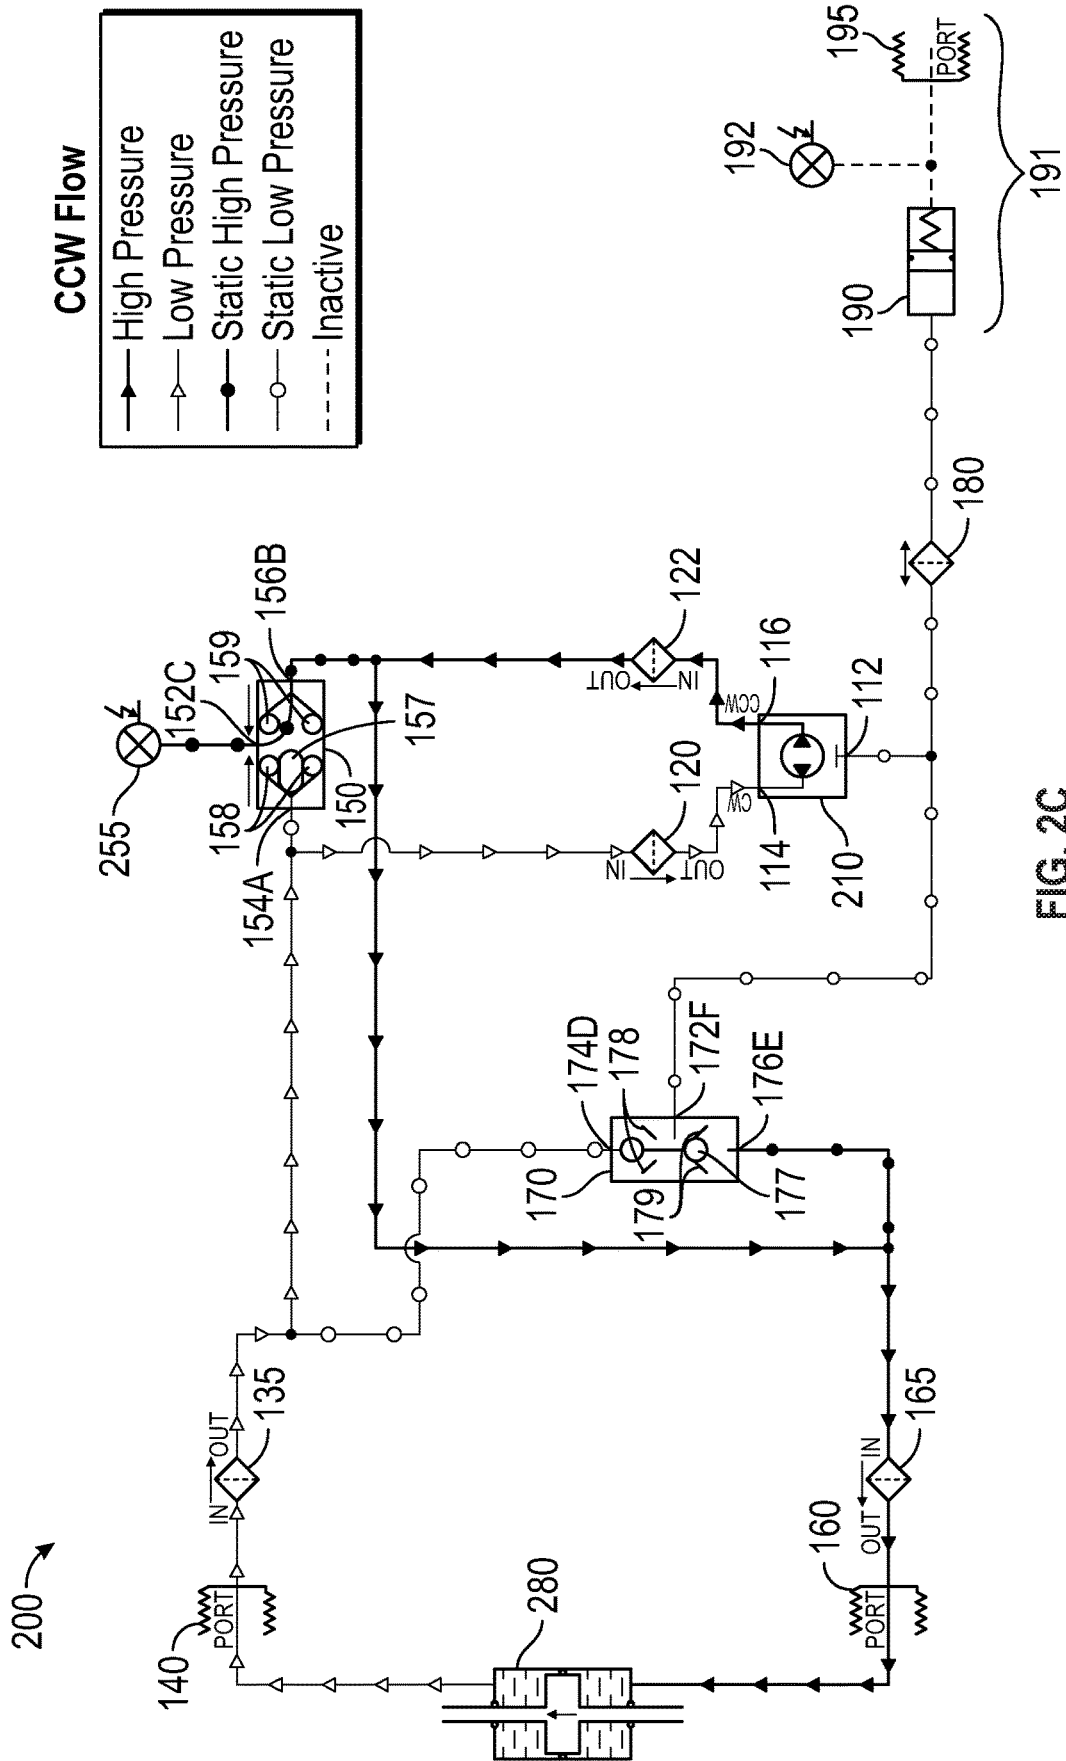 CCW Flow
High Pressure
Low Pressure
Static High Pressure
Static Low Pressure
Inactive
200
140
PORT
IN
OUT
135
280
160
PORT
OUT
IN
165
255
152C
158
159
154A
150
157
156B
170
174D
178
179
177
172F
176E
IN
OUT
120
122
OUT
IN
CW
CCW
114
116
112
210
180
190
192
195
PORT
191
FIG. 2C